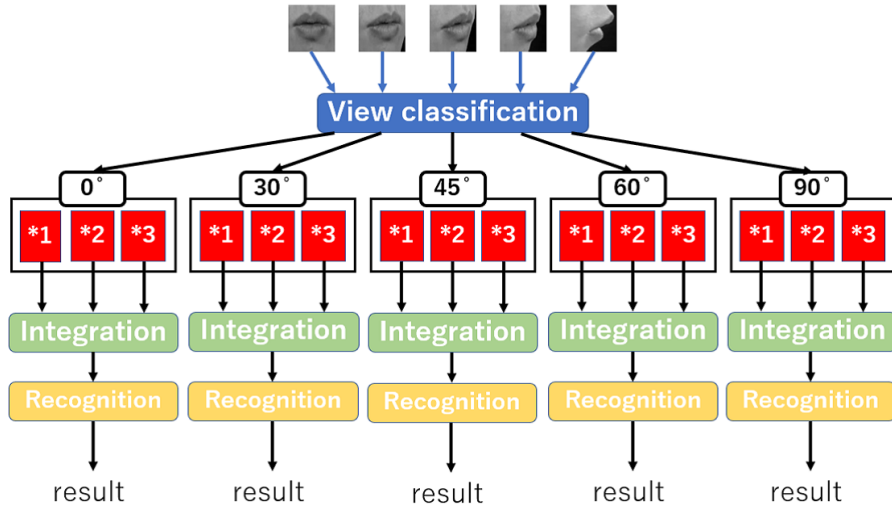 View classification
0° 30° 45° 60° 90°
*1 *2 *3 *1 *2 *3 *1 *2 *3 *1 *2 *3 *1 *2 *3
Integration Integration Integration Integration Integration
Recognition Recognition Recognition Recognition Recognition
result result result result result